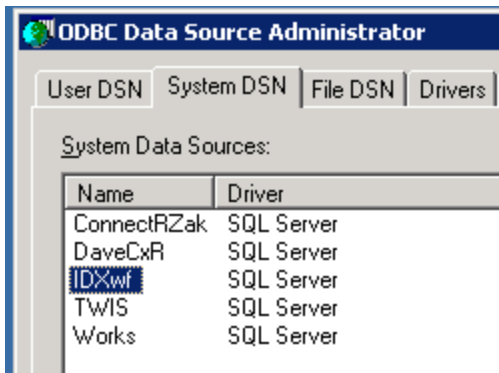 ODBC Data Source Administrator
User DSN System DSN File DSN Drivers
System Data Sources:
Name Driver
ConnectRZak SQL Server
DaveCxR SQL Server
IDXwf SQL Server
TWIS SQL Server
Works SQL Server